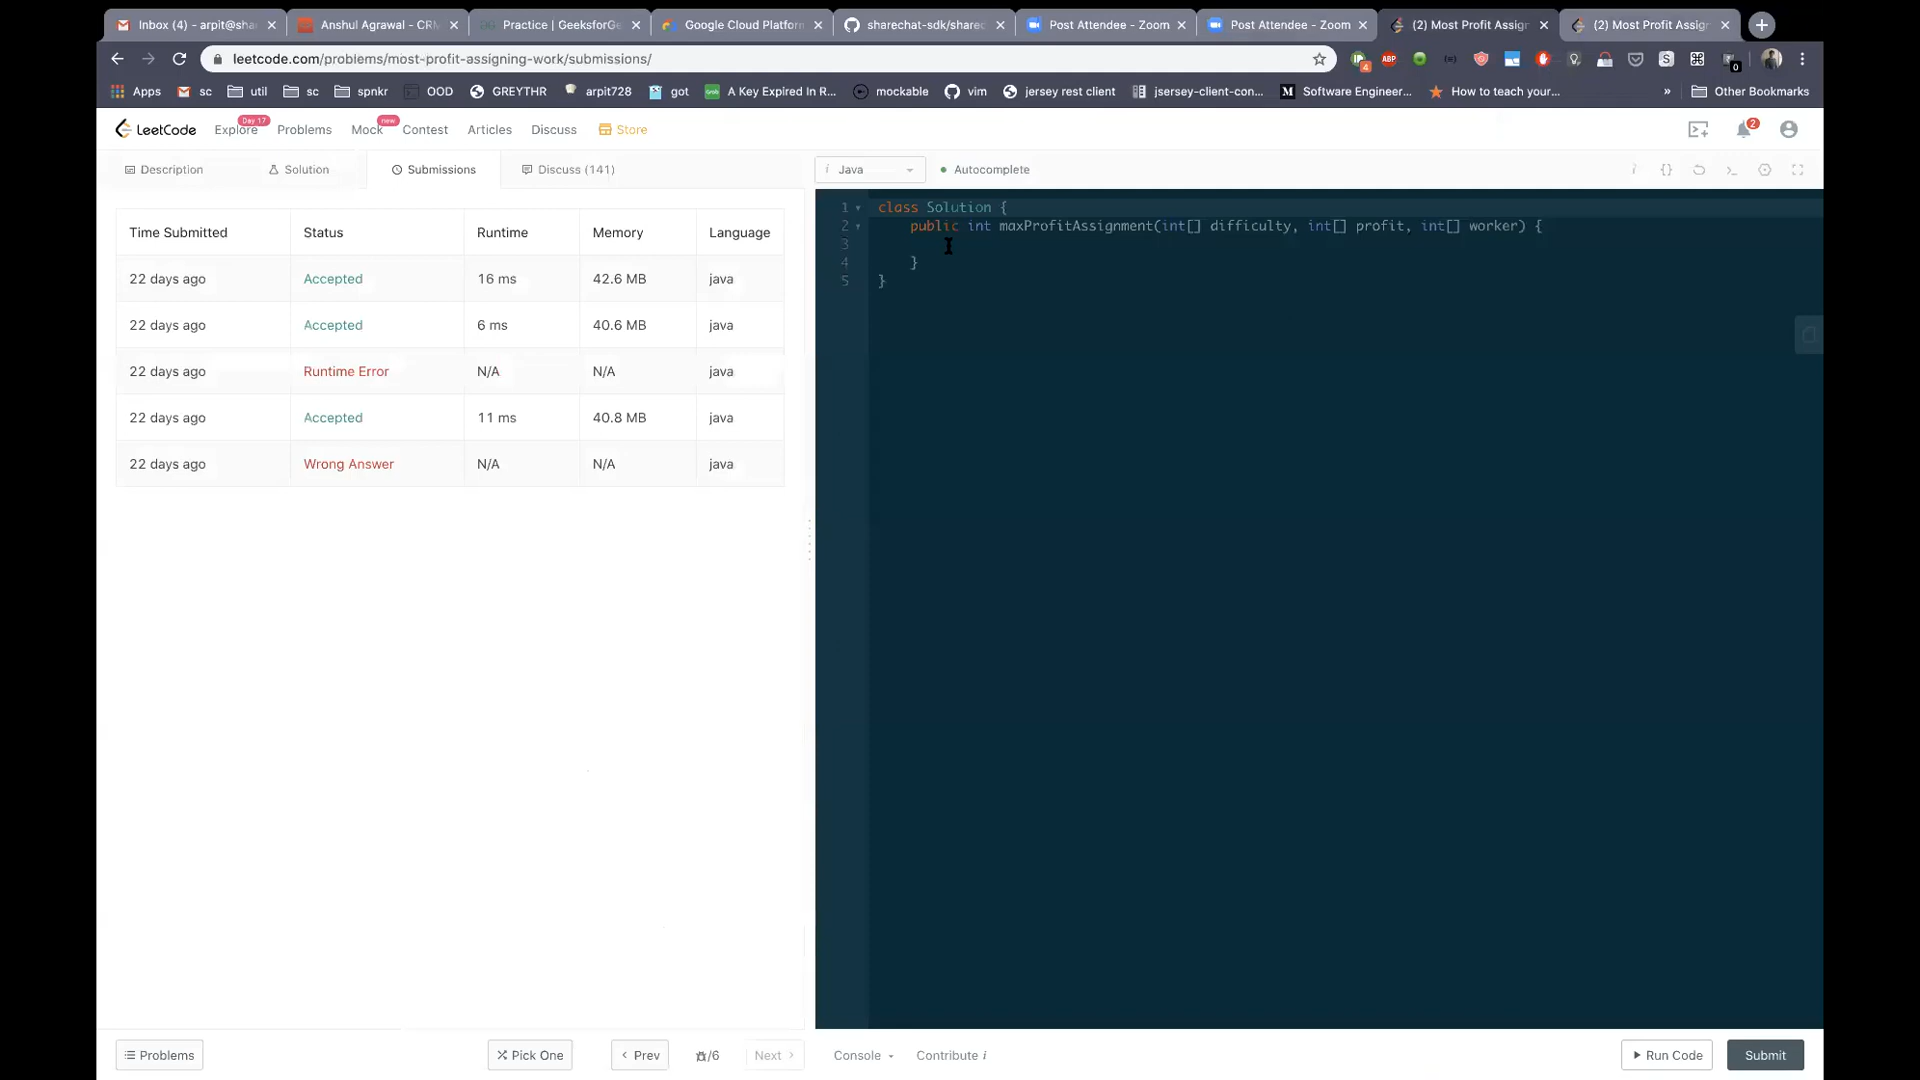 Inbox (4) - arpit@sha
Anshul Agrawal - CRM
Practice | GeeksforGe
Google Cloud Platform
sharechat-sdk/sharec
Post Attendee - Zoom
Post Attendee - Zoom
(2) Most Profit Assign
(2) Most Profit Assign
leetcode.com/problems/most-profit-assigning-work/submissions/
4
ABP
S
0
Apps
sc
util
sc
spnkr
OOD
GREYTHR
arpit728
got
A Key Expired In R...
mockable
vim
jersey rest client
jsersey-client-con...
Software Engineer...
How to teach your...
»
Other Bookmarks
LeetCode
Explore
Day 17
Problems
Mock
new
Contest
Articles
Discuss
Store
2
Description
Solution
Submissions
Discuss (141)
i Java
Autocomplete
Time Submitted Status Runtime Memory Language
22 days ago Accepted 16 ms 42.6 MB java
22 days ago Accepted 6 ms 40.6 MB java
22 days ago Runtime Error N/A N/A java
22 days ago Accepted 11 ms 40.8 MB java
22 days ago Wrong Answer N/A N/A java
1 class Solution {
2 public int maxProfitAssignment(int[] difficulty, int[] profit, int[] worker) {
3
4 }
5 }
Problems
Pick One
‹ Prev
/6
Next ›
Console
Contribute i
Run Code
Submit